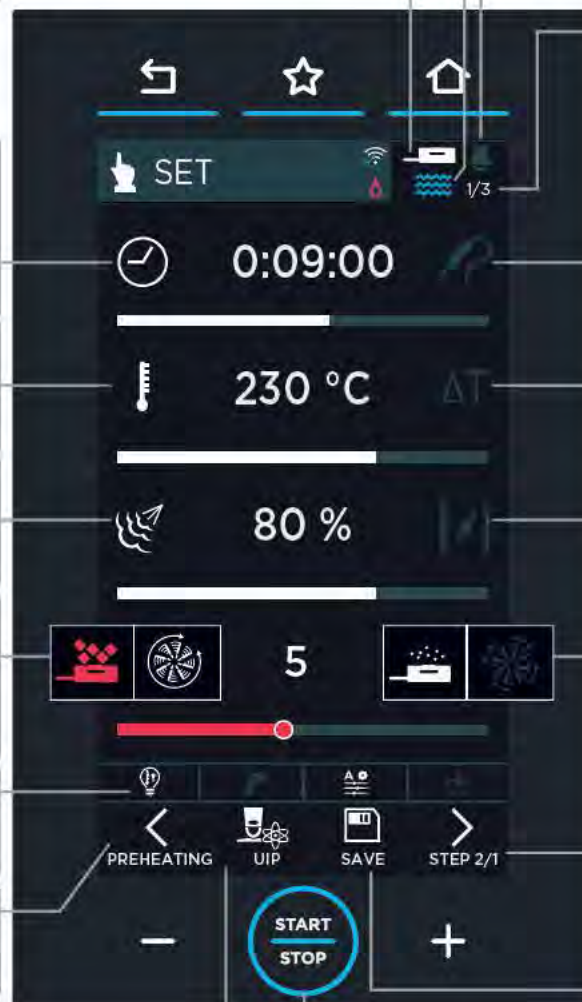 SET
1/3
0:09:00
230 °C
ΔT
80 %
5
A
PREHEATING
UIP
SAVE
STEP 2/1
START
STOP